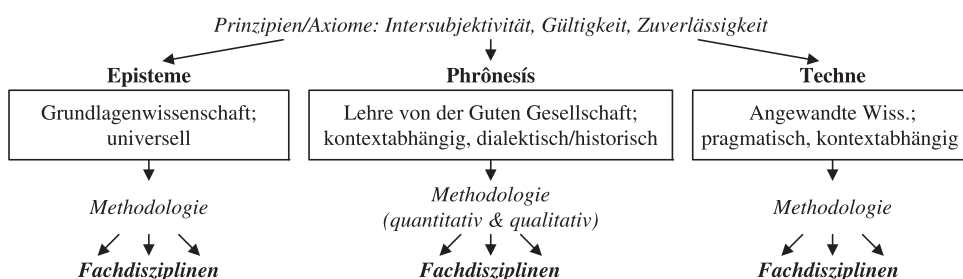 Prinzipien/Axiome: Intersubjektivität, Gültigkeit, Zuverlässigkeit
Episteme
Grundlagenwissenschaft;
universell
Methodologie
Fachdisziplinen
Phrônesís
Lehre von der Guten Gesellschaft;
kontextabhängig, dialektisch/historisch
Methodologie
(quantitativ & qualitativ)
Fachdisziplinen
Techne
Angewandte Wiss.;
pragmatisch, kontextabhängig
Methodologie
Fachdisziplinen